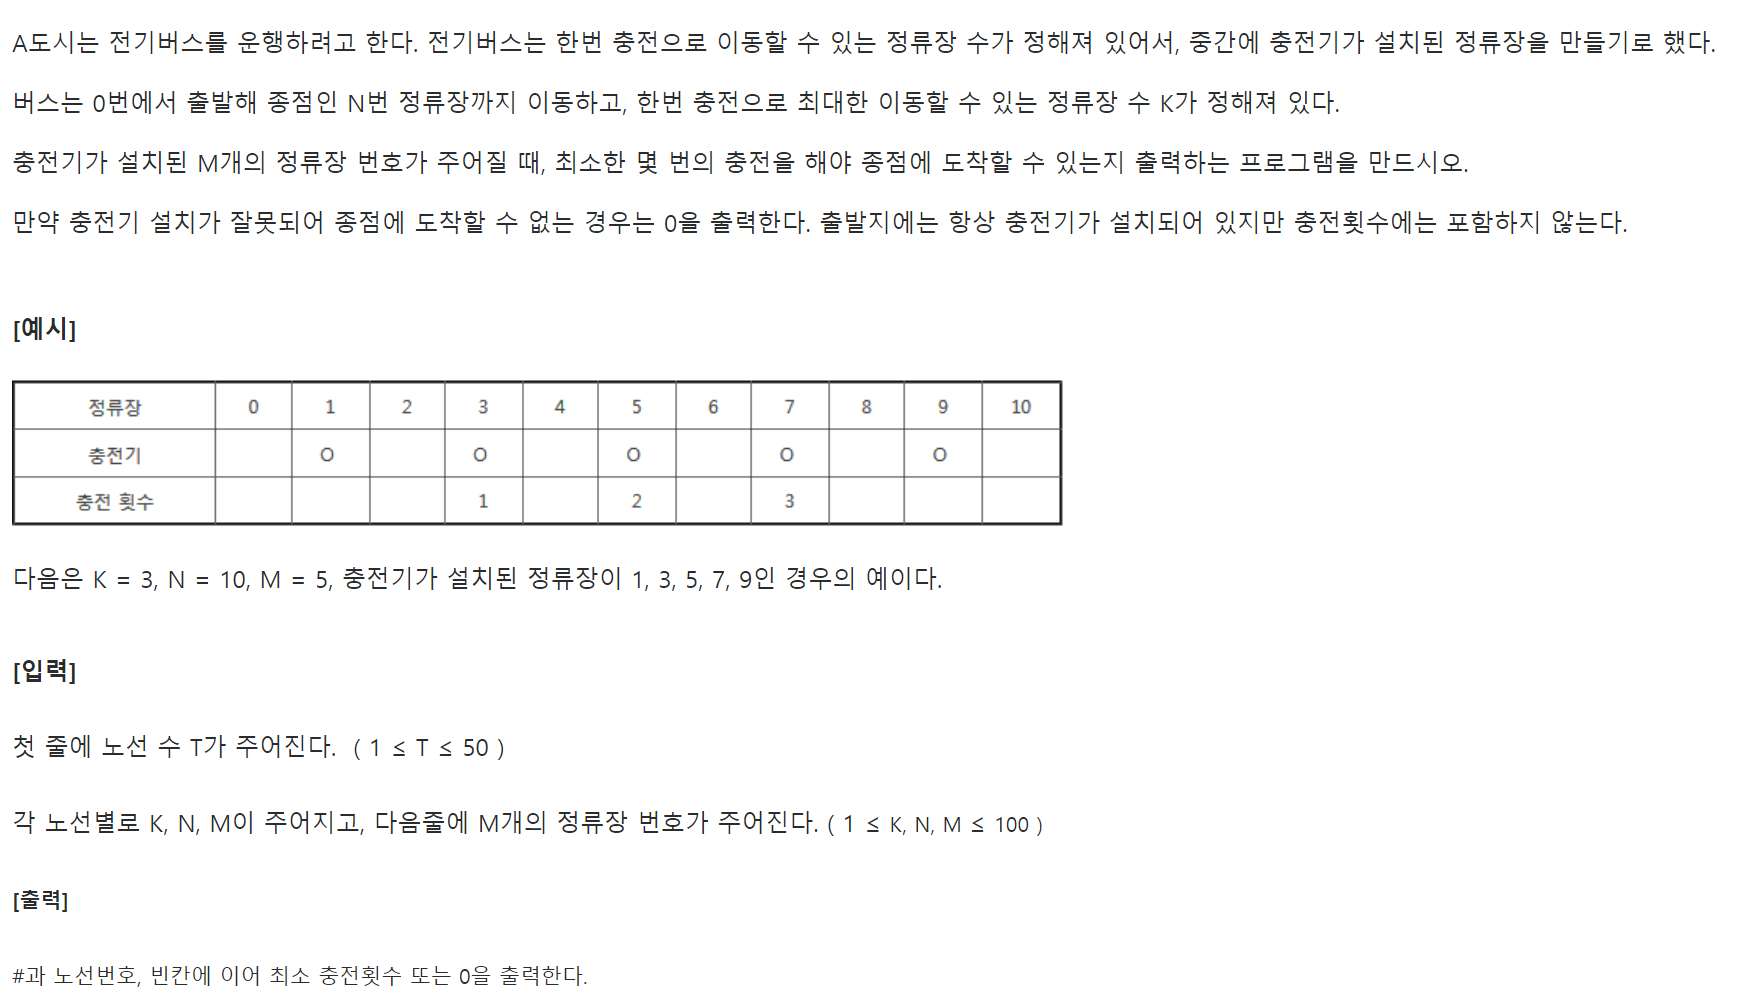 A도시는 전기버스를 운행하려고 한다. 전기버스는 한번 충전으로 이동할 수 있는 정류장 수가 정해져 있어서, 중간에 충전기가 설치된 정류장을 만들기로 했다.
버스는 0번에서 출발해 종점인 N번 정류장까지 이동하고, 한번 충전으로 최대한 이동할 수 있는 정류장 수 K가 정해져 있다.
충전기가 설치된 M개의 정류장 번호가 주어질 때, 최소한 몇 번의 충전을 해야 종점에 도착할 수 있는지 출력하는 프로그램을 만드시오.
만약 충전기 설치가 잘못되어 종점에 도착할 수 없는 경우는 0을 출력한다. 출발지에는 항상 충전기가 설치되어 있지만 충전횟수에는 포함하지 않는다.
[예시]
정류장 0 1 2 3 4 5 6 7 8 9 10
충전기 O O O O O
충전 횟수 1 2 3
다음은 K = 3, N = 10, M = 5, 충전기가 설치된 정류장이 1, 3, 5, 7, 9인 경우의 예이다.
[입력]
첫 줄에 노선 수 T가 주어진다. ( 1 ≤ T ≤ 50 )
각 노선별로 K, N, M이 주어지고, 다음줄에 M개의 정류장 번호가 주어진다. ( 1 ≤ K, N, M ≤ 100 )
[출력]
#과 노선번호, 빈칸에 이어 최소 충전횟수 또는 0을 출력한다.